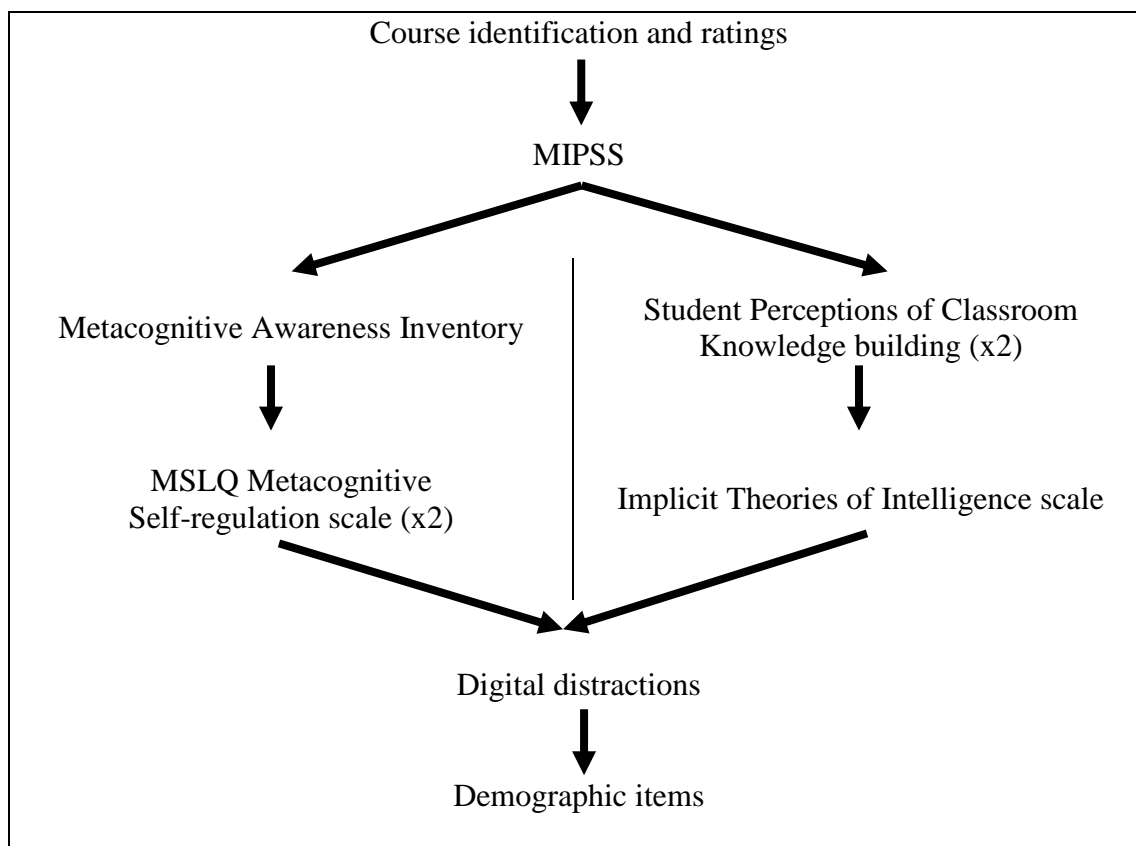 Course identification and ratings
MIPSS
Metacognitive Awareness Inventory
Student Perceptions of Classroom
Knowledge building (x2)
MSLQ Metacognitive
Self-regulation scale (x2)
Implicit Theories of Intelligence scale
Digital distractions
Demographic items